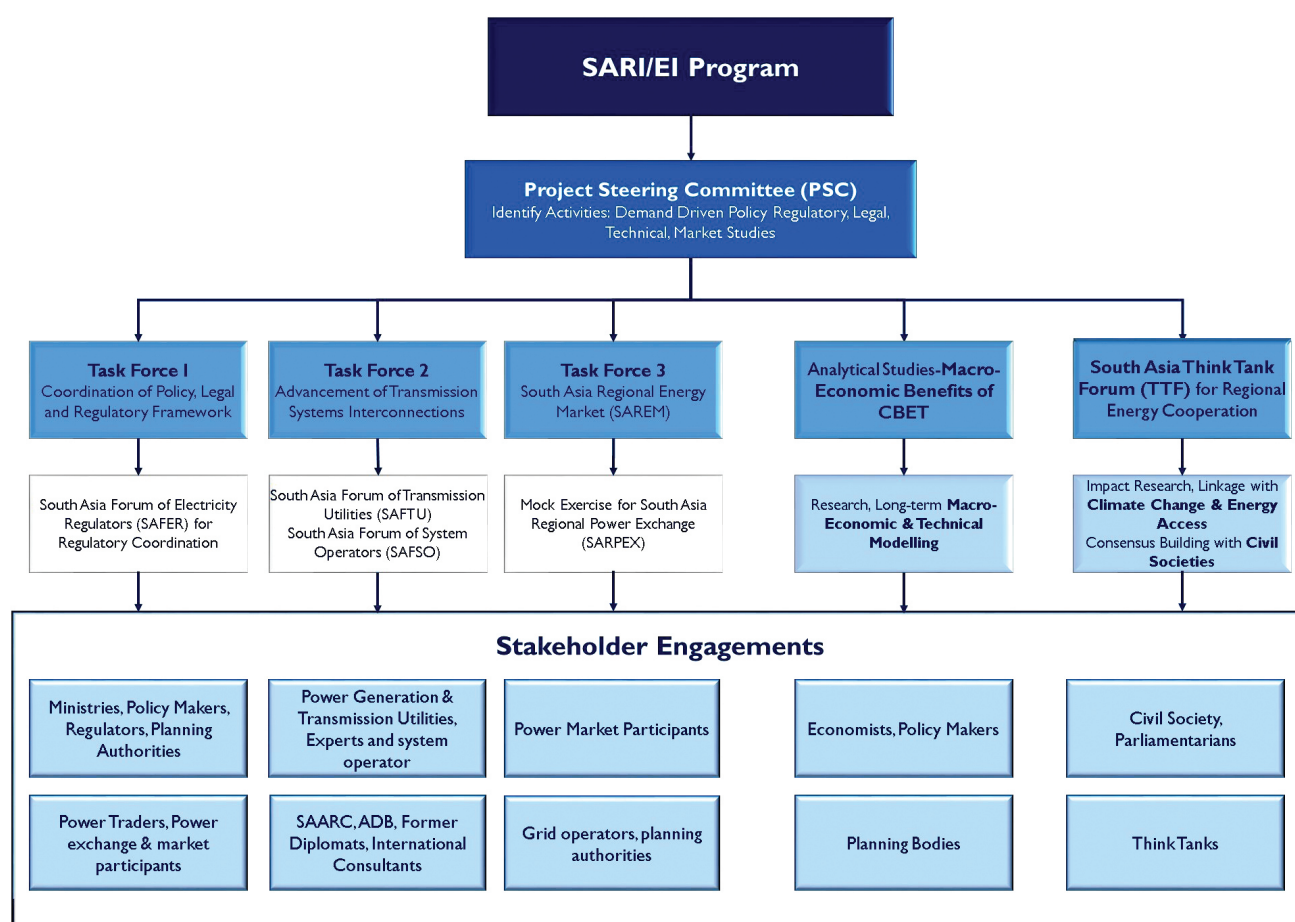 SARI/EI Program
Project Steering Committee (PSC)
Identify Activities: Demand Driven Policy Regulatory, Legal,
Technical, Market Studies
Task Force 1
Coordination of Policy, Legal
and Regulatory Framework
Task Force 2
Advancement of Transmission
Systems Interconnections
Task Force 3
South Asia Regional Energy
Market (SAREM)
Analytical Studies-Macro-
Economic Benefits of
CBET
South Asia Think Tank
Forum (TTF) for Regional
Energy Cooperation
South Asia Forum of Electricity
Regulators (SAFER) for
Regulatory Coordination
South Asia Forum of Transmission
Utilities (SAFTU)
South Asia Forum of System
Operators (SAFSO)
Mock Exercise for South Asia
Regional Power Exchange
(SARPEX)
Research, Long-term Macro-
Economic & Technical
Modelling
Impact Research, Linkage with
Climate Change & Energy
Access
Consensus Building with Civil
Societies
Stakeholder Engagements
Ministries, Policy Makers,
Regulators, Planning
Authorities
Power Generation &
Transmission Utilities,
Experts and system
operator
Power Market Participants
Economists, Policy Makers
Civil Society,
Parliamentarians
Power Traders, Power
exchange & market
participants
SAARC, ADB, Former
Diplomats, International
Consultants
Grid operators, planning
authorities
Planning Bodies
Think Tanks